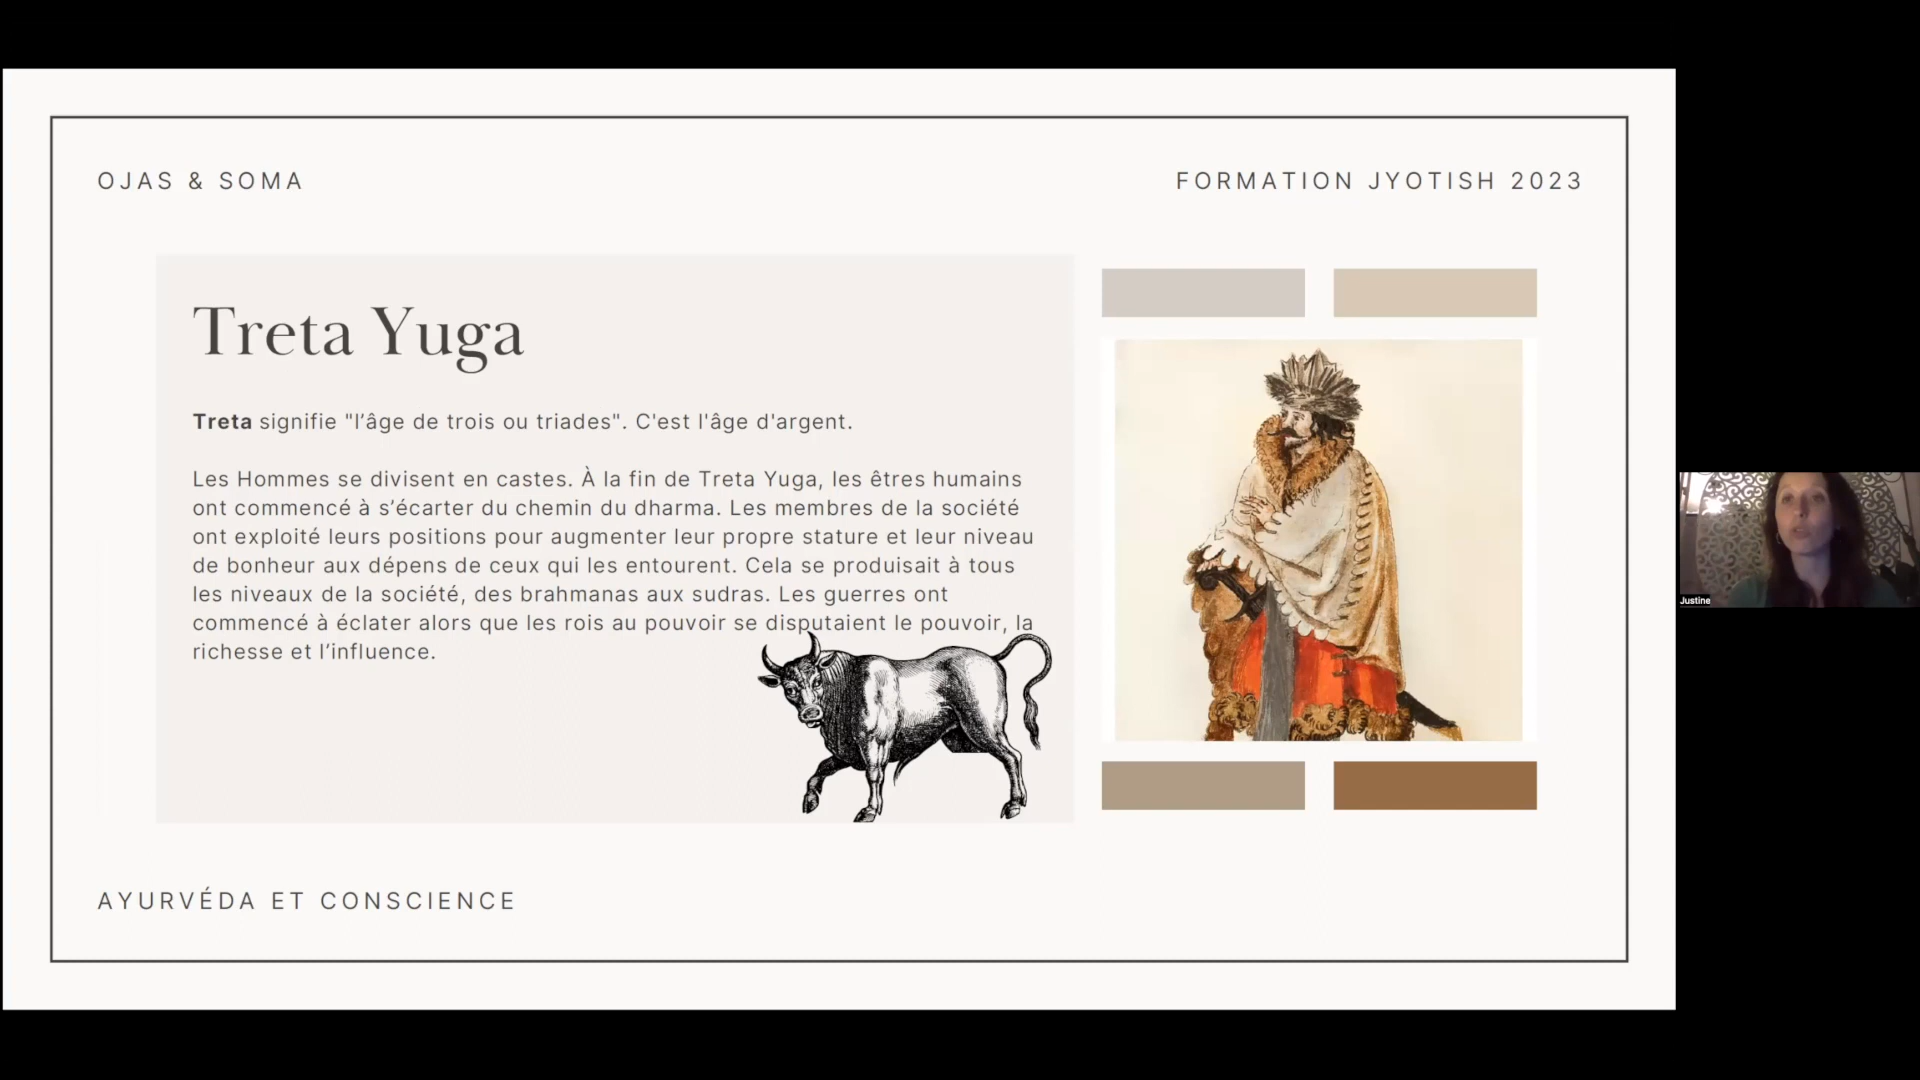 OJAS & SOMA
FORMATION JYOTISH 2023
Treta Yuga
Treta signifie "l’âge de trois ou triades". C'est l'âge d'argent.
Les Hommes se divisent en castes. À la fin de Treta Yuga, les êtres humains
ont commencé à s’écarter du chemin du dharma. Les membres de la société
ont exploité leurs positions pour augmenter leur propre stature et leur niveau
de bonheur aux dépens de ceux qui les entourent. Cela se produisait à tous
les niveaux de la société, des brahmanas aux sudras. Les guerres ont
commencé à éclater alors que les rois au pouvoir se disputaient le pouvoir, la
richesse et l’influence.
Justine
AYURVÉDA ET CONSCIENCE